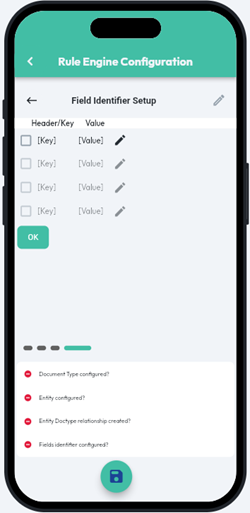 Rule Engine Configuration
Field Identifier Setup
Header/Key Value
[Key] [Value]
[Key] [Value]
[Key] [Value]
[Key] [Value]
OK
Document Type configured?
Entity configured?
Entity Doctype relationship created?
Fields identifier configured?